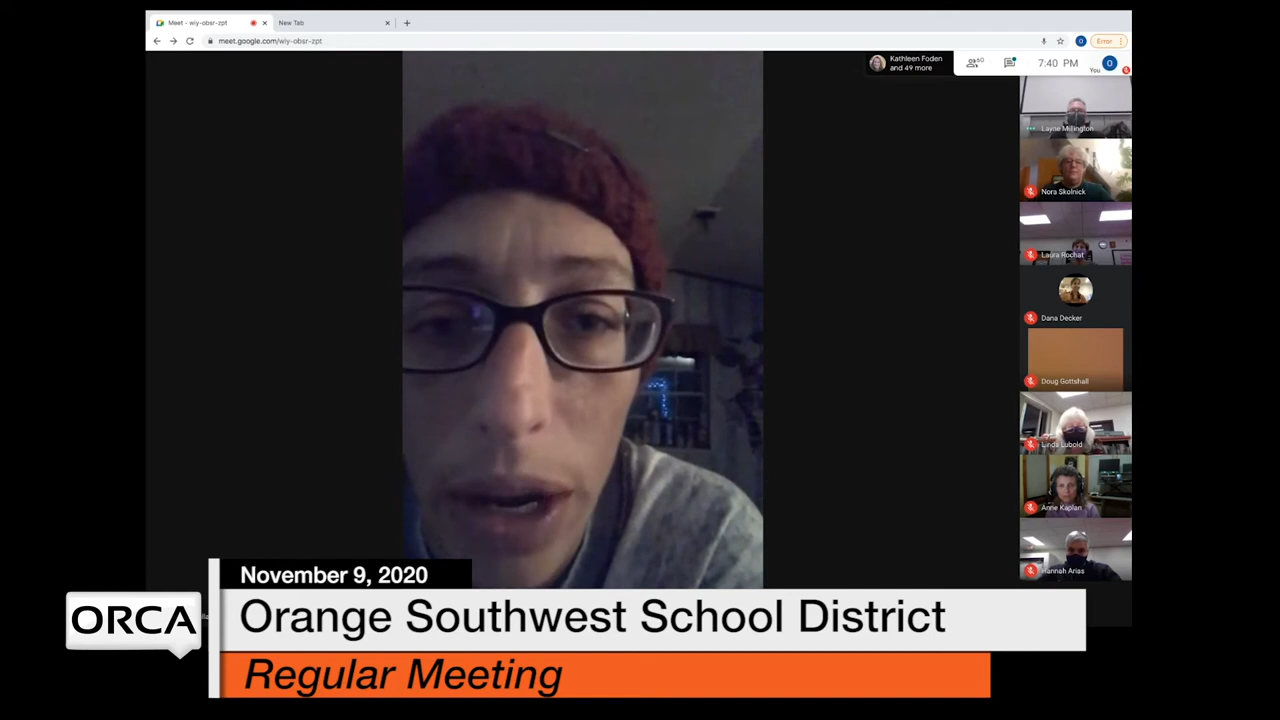 Meet - wiy-obsr-zpt
New Tab
meet.google.com/wiy-obsr-zpt
Error
Kathleen Foden
and 49 more
60
7:40 PM
You
O
Layne Millington
Nora Skolnick
Laura Rochat
Dana Decker
Doug Gottshall
Linda Lubold
Anne Kaplan
Hannah Arias
November 9, 2020
ORCA
Orange Southwest School District
Regular Meeting